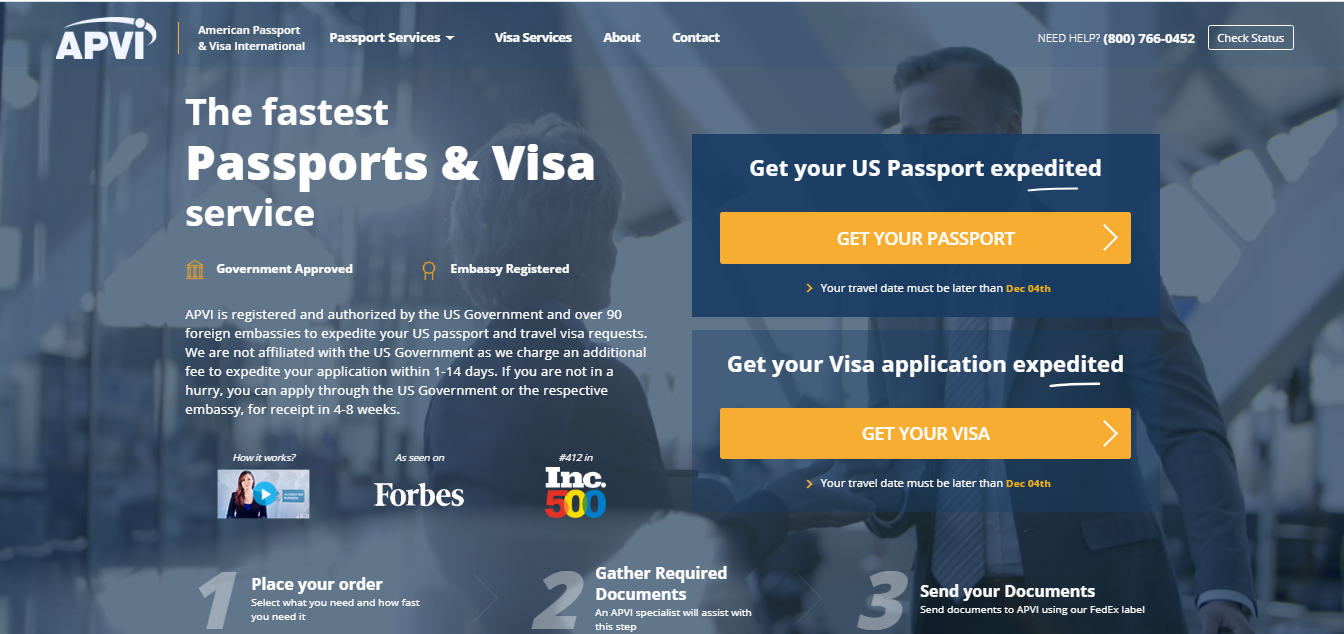 APVI
American Passport
& Visa International
Passport Services
Visa Services
About
Contact
NEED HELP? (800) 766-0452
Check Status
The fastest
Passports & Visa
service
Government Approved
Embassy Registered
APVI is registered and authorized by the US Government and over 90
foreign embassies to expedite your US passport and travel visa requests.
We are not affiliated with the US Government as we charge an additional
fee to expedite your application within 1-14 days. If you are not in a
hurry, you can apply through the US Government or the respective
embassy, for receipt in 4-8 weeks.
How it works?
As seen on
Forbes
#412 in
Inc.
500
Get your US Passport expedited
GET YOUR PASSPORT
Your travel date must be later than Dec 04th
Get your Visa application expedited
GET YOUR VISA
Your travel date must be later than Dec 04th
1
Place your order
Select what you need and how fast
you need it
2
Gather Required
Documents
An APVI specialist will assist with
this step
3
Send your Documents
Send documents to APVI using our FedEx label